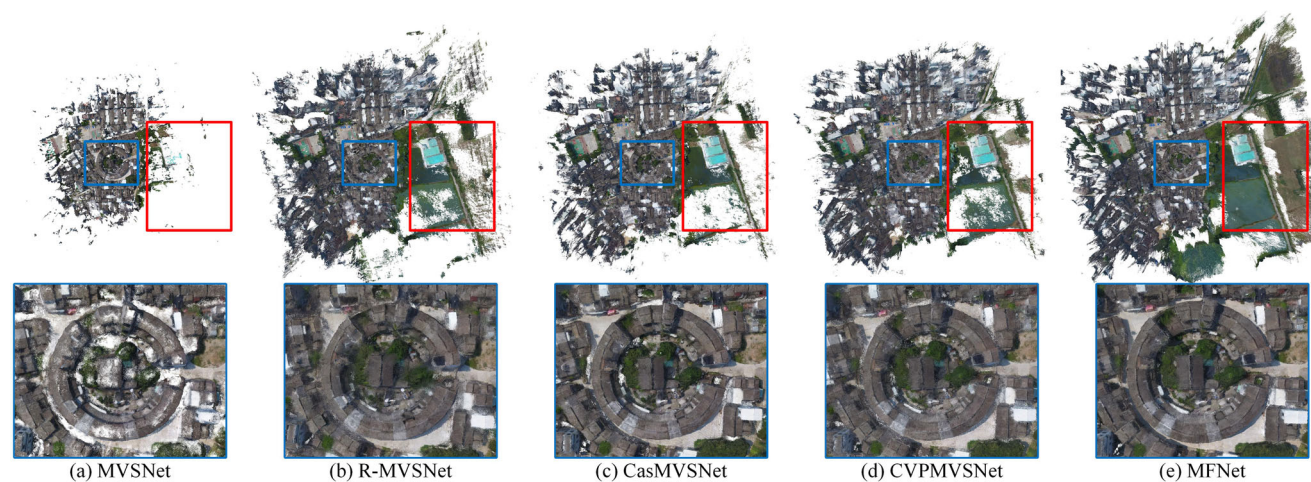 (a) MVSNet
(b) R-MVSNet
(c) CasMVSNet
(d) CVPMVSNet
(e) MFNet